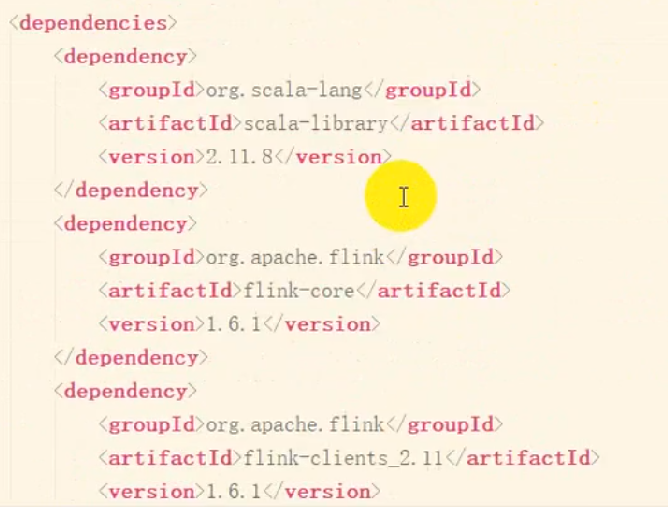 <dependencies>
<dependency>
<groupId>org.scala-lang</groupId>
<artifactId>scala-library</artifactId>
<version>2.11.8</version>
</dependency>
<dependency>
<groupId>org.apache.flink</groupId>
<artifactId>flink-core</artifactId>
<version>1.6.1</version>
</dependency>
<dependency>
<groupId>org.apache.flink</groupId>
<artifactId>flink-clients_2.11</artifactId>
<version>1.6.1</version>